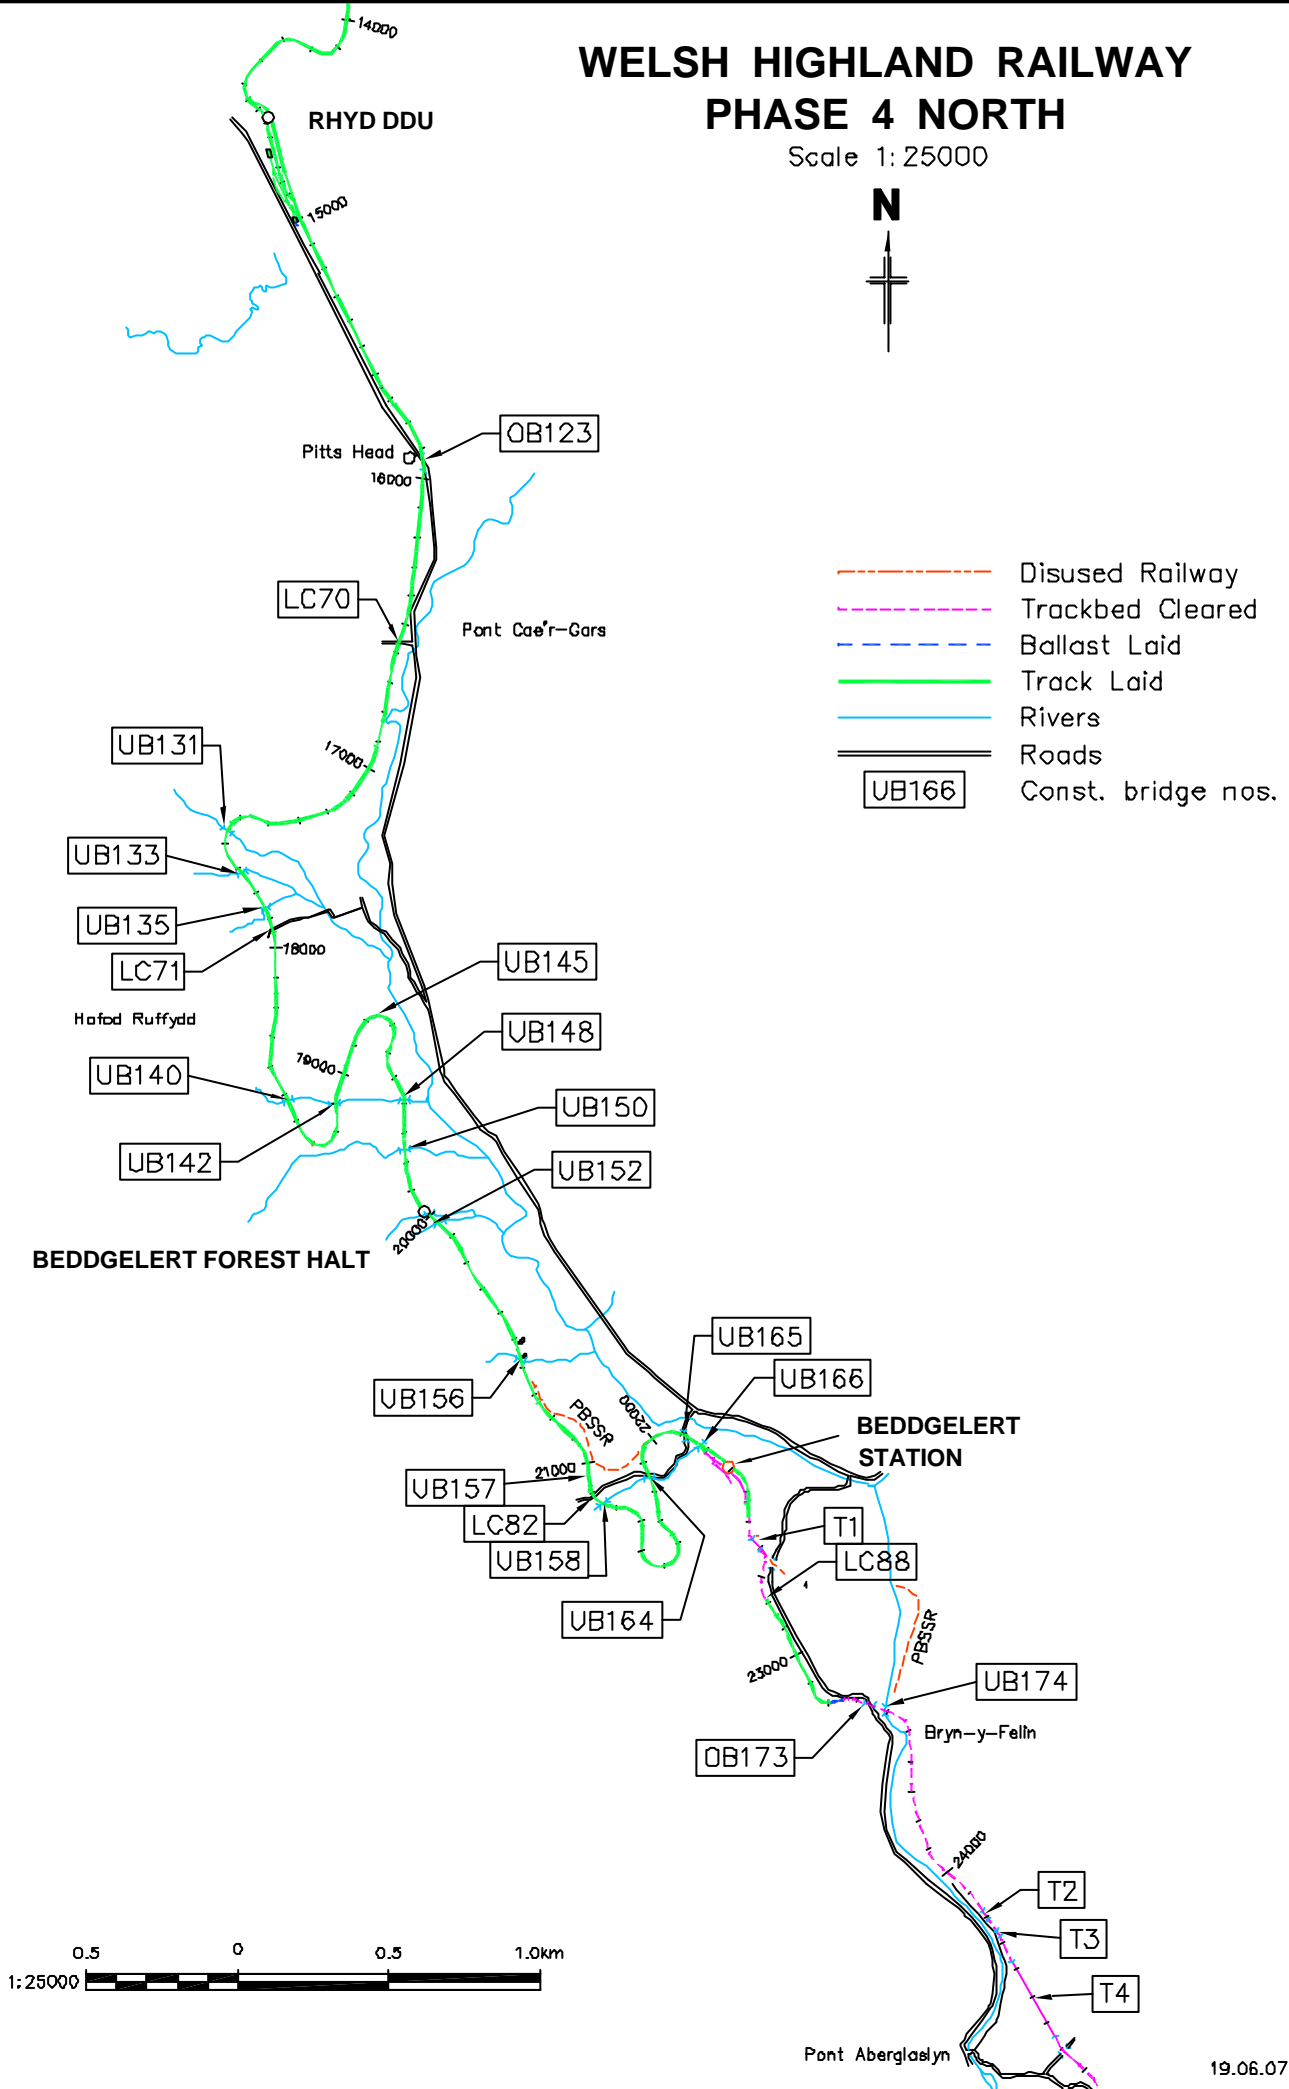 14000
WELSH HIGHLAND RAILWAY
PHASE 4 NORTH
Scale 1:25000
N
RHYD DDU
15000
OB123
Pitts Head
16000
LC70
Pont Cae'r-Gars
Disused Railway
Trackbed Cleared
Ballast Laid
Track Laid
Rivers
Roads
UB166
Const. bridge nos.
UB131
17000
UB133
UB135
18000
LC71
UB145
Hafod Ruffydd
UB148
19000
UB140
UB150
UB142
UB152
20000
BEDDGELERT FOREST HALT
UB165
UB166
UB156
PBSSR
22000
BEDDGELERT
STATION
21000
UB157
LC82
T1
UB158
LC88
UB164
PBSSR
23000
UB174
Bryn-y-Felin
OB173
24000
T2
T3
T4
0.5
0
0.5
1.0km
1:25000
Pont Aberglaslyn
19.06.07